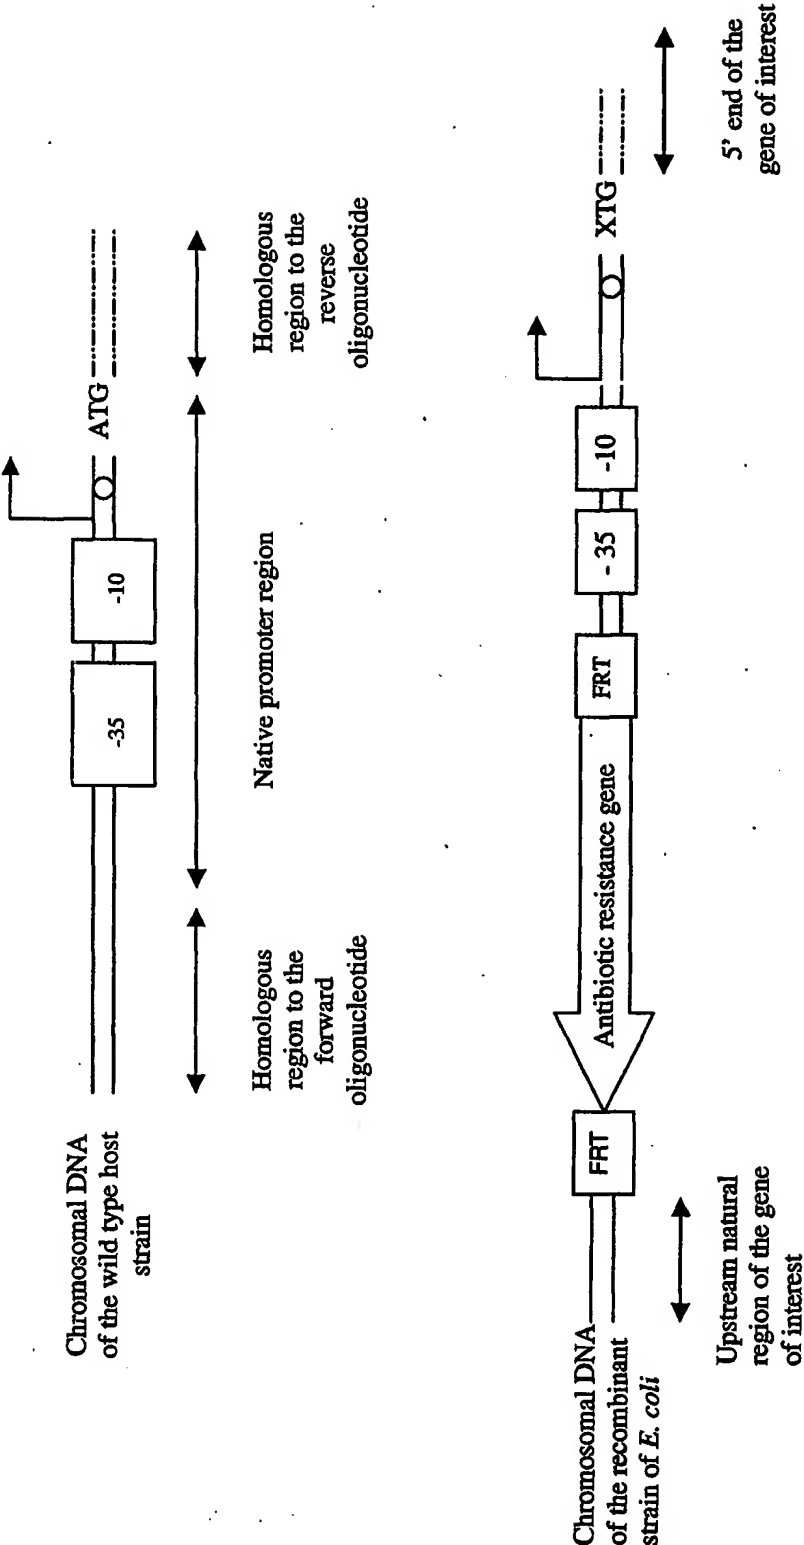 Chromosomal DNA
of the wild type host
strain
-35
-10
ATG
Homologous
region to the
forward
oligonucleotide
Native promoter region
Homologous
region to the
reverse
oligonucleotide
Chromosomal DNA
of the recombinant
strain of E. coli
FRT
Antibiotic resistance gene
FRT
- 35
-10
XTG
Upstream natural
region of the gene
of interest
5' end of the
gene of interest